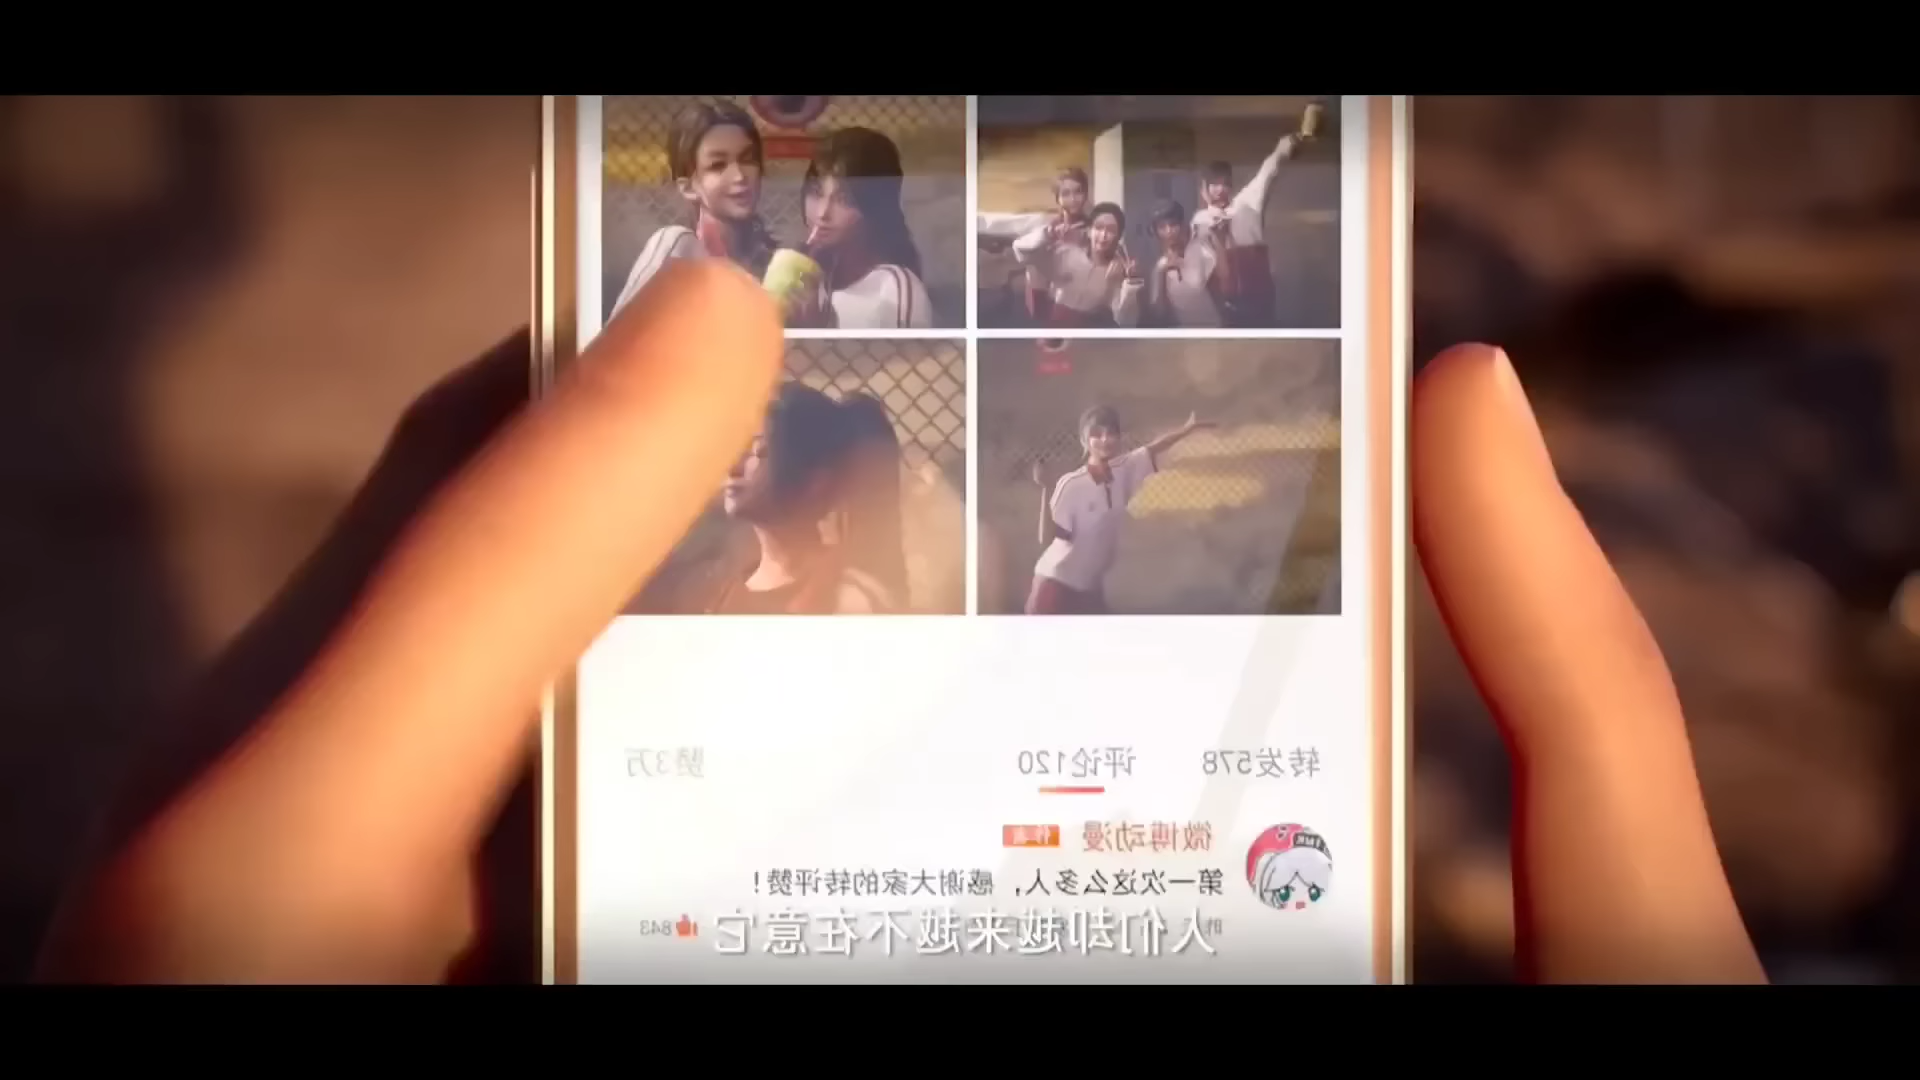 转发578 评论120 赞3万
微博动漫 作者
第一次这么多人，感谢大家的转评赞！
843
人们却越来越不在意它